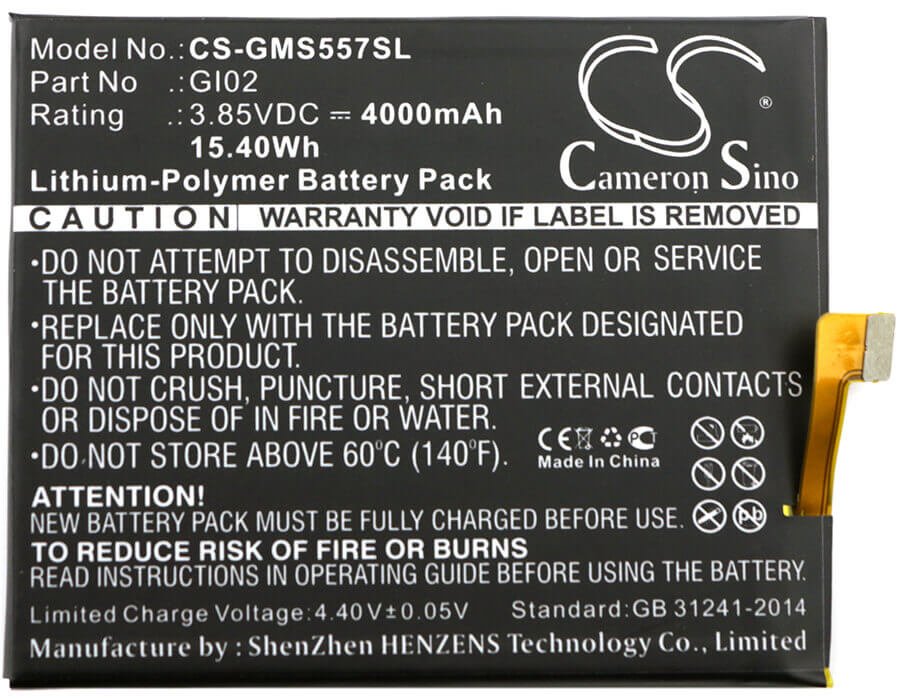 Model No.: CS-GMS557SL
Part No :GI02
Rating :3.85VDC ⎓ 4000mAh
15.40Wh
Lithium-Polymer Battery Pack
CS ®
Cameron Sino
CAUTION WARRANTY VOID IF LABEL IS REMOVED
•DO NOT ATTEMPT TO DISASSEMBLE, OPEN OR SERVICE
THE BATTERY PACK.
•REPLACE ONLY WITH THE BATTERY PACK DESIGNATED
FOR THIS PRODUCT.
•DO NOT CRUSH, PUNCTURE, SHORT EXTERNAL CONTACTS
OR DISPOSE OF IN FIRE OR WATER.
•DO NOT STORE ABOVE 60°C (140°F).
CE PC
Made In China
Pb
ATTENTION!
NEW BATTERY PACK MUST BE FULLY CHARGED BEFORE USE.
TO REDUCE RISK OF FIRE OR BURNS
READ INSTRUCTIONS IN OPERATING GUIDE BEFORE USING THE BATTERY.
Limited Charge Voltage:4.40V±0.05V Standard:GB 31241-2014
Manufacturer by：ShenZhen HENZENS Technology Co., Limited